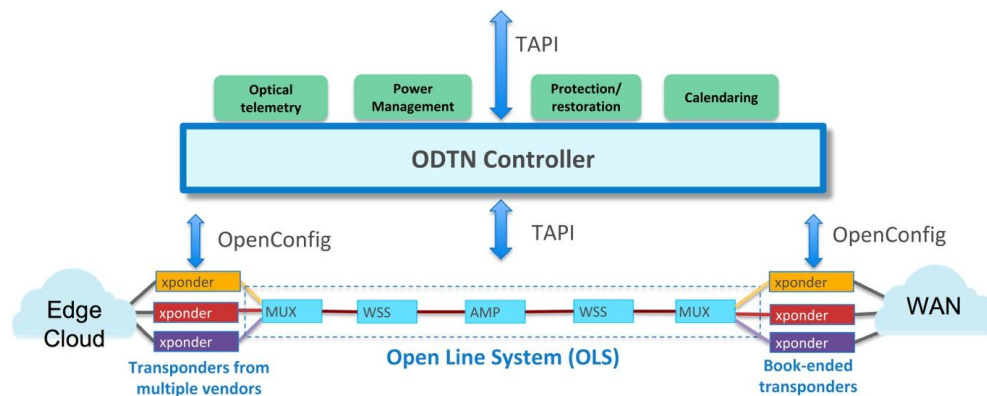 TAPI
Optical
telemetry
Power
Management
Protection/
restoration
Calendaring
ODTN Controller
OpenConfig
TAPI
OpenConfig
Edge
Cloud
xponder
xponder
xponder
MUX
WSS
AMP
WSS
MUX
xponder
xponder
xponder
WAN
Transponders from
multiple vendors
Open Line System (OLS)
Book-ended
transponders